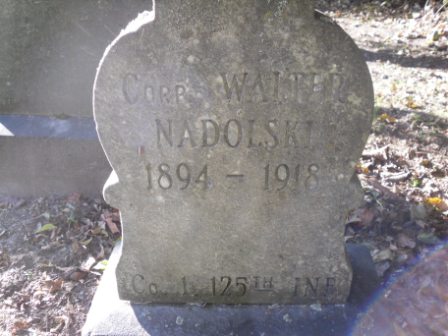 Corp. WALTER
NADOLSKI
1894 - 1918
Co. I. 125TH INF